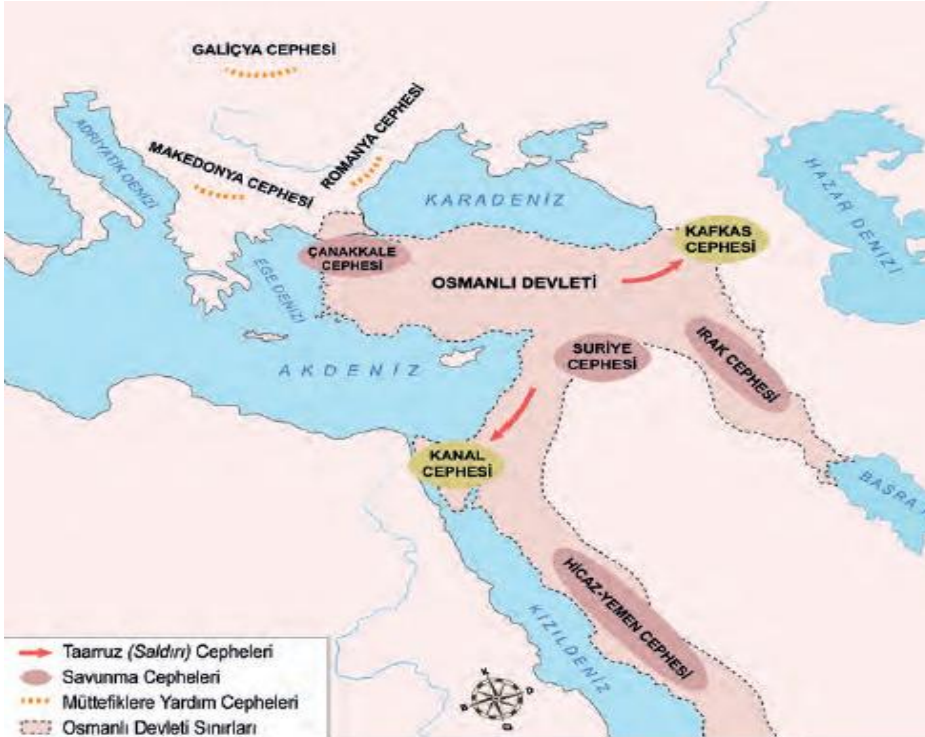 GALİÇYA CEPHESİ
ROMANYA CEPHESİ
MAKEDONYA CEPHESİ
ADRİYATİK DENİZİ
KARADENİZ
HAZAR DENİZİ
KAFKAS
CEPHESİ
ÇANAKKALE
CEPHESİ
EGE DENİZİ
OSMANLI DEVLETİ
IRAK CEPHESİ
SURİYE
CEPHESİ
AKDENİZ
KANAL
CEPHESİ
BASRA
HİCAZ-YEMEN CEPHESİ
KIZILDENİZ
Taarruz (Saldırı) Cepheleri
Savunma Cepheleri
Müttefiklere Yardım Cepheleri
Osmanlı Devleti Sınırları
K
D
B
G